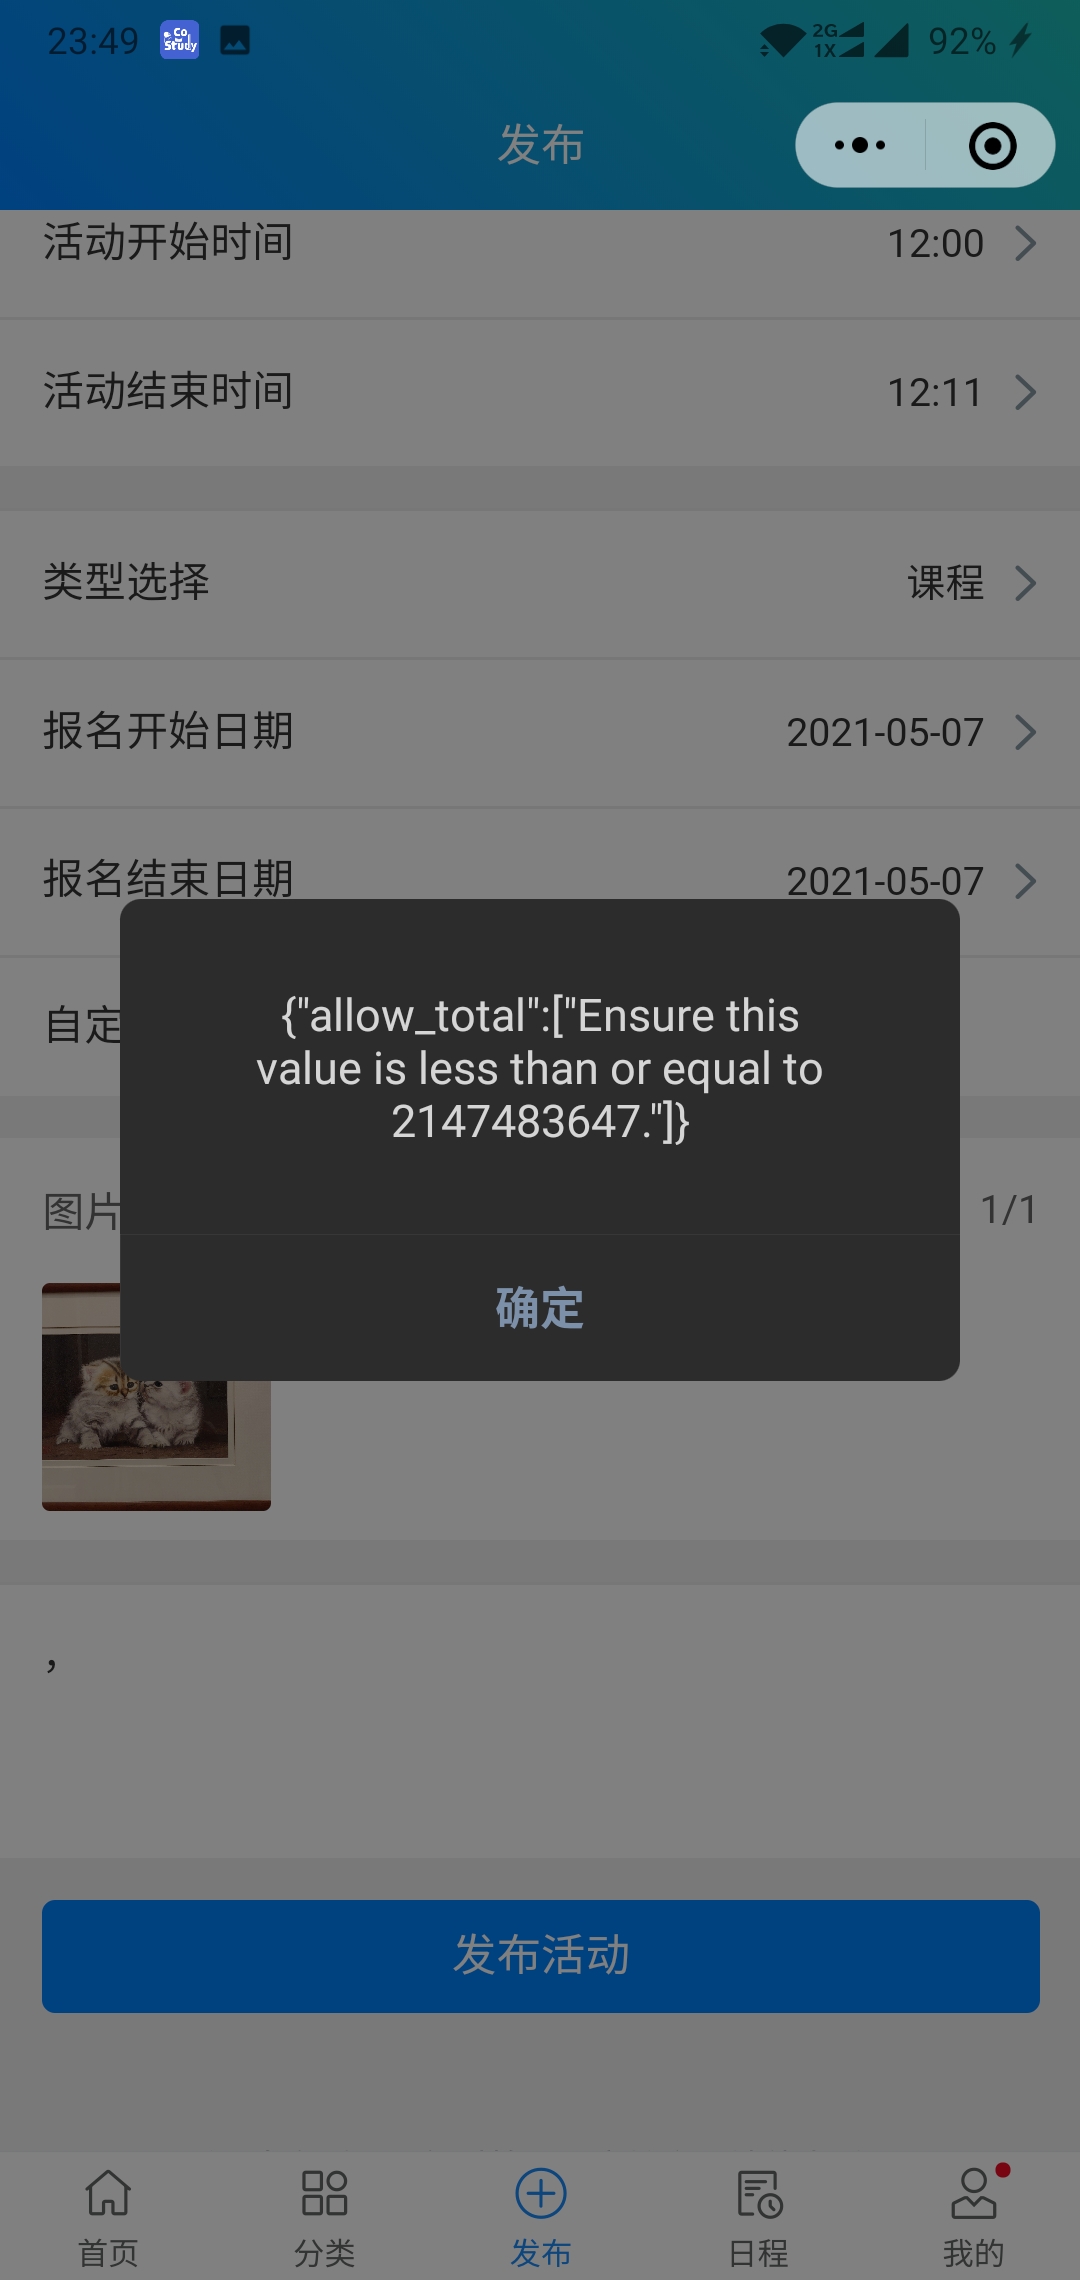 23:49
Co
Study
2G
1X
92%
发布
活动开始时间 12:00
活动结束时间 12:11
类型选择 课程
报名开始日期 2021-05-07
报名结束日期 2021-05-07
自定
{"allow_total":["Ensure this
value is less than or equal to
2147483647."]}
图片 1/1
确定
，
发布活动
首页 分类 发布 日程 我的